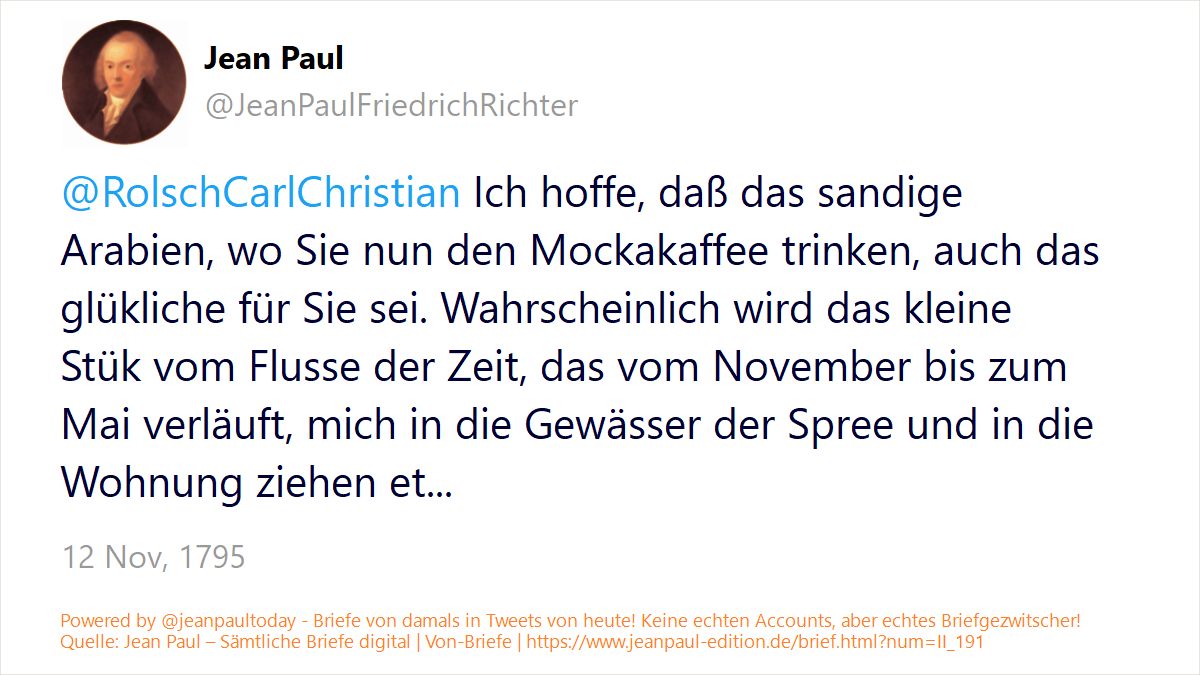 Jean Paul
@JeanPaulFriedrichRichter
@RolschCarlChristian Ich hoffe, daß das sandige
Arabien, wo Sie nun den Mockakaffee trinken, auch das
glükliche für Sie sei. Wahrscheinlich wird das kleine
Stük vom Flusse der Zeit, das vom November bis zum
Mai verläuft, mich in die Gewässer der Spree und in die
Wohnung ziehen et...
12 Nov, 1795
Powered by @jeanpaultoday - Briefe von damals in Tweets von heute! Keine echten Accounts, aber echtes Briefgezwitscher!
Quelle: Jean Paul – Sämtliche Briefe digital | Von-Briefe | https://www.jeanpaul-edition.de/brief.html?num=II_191